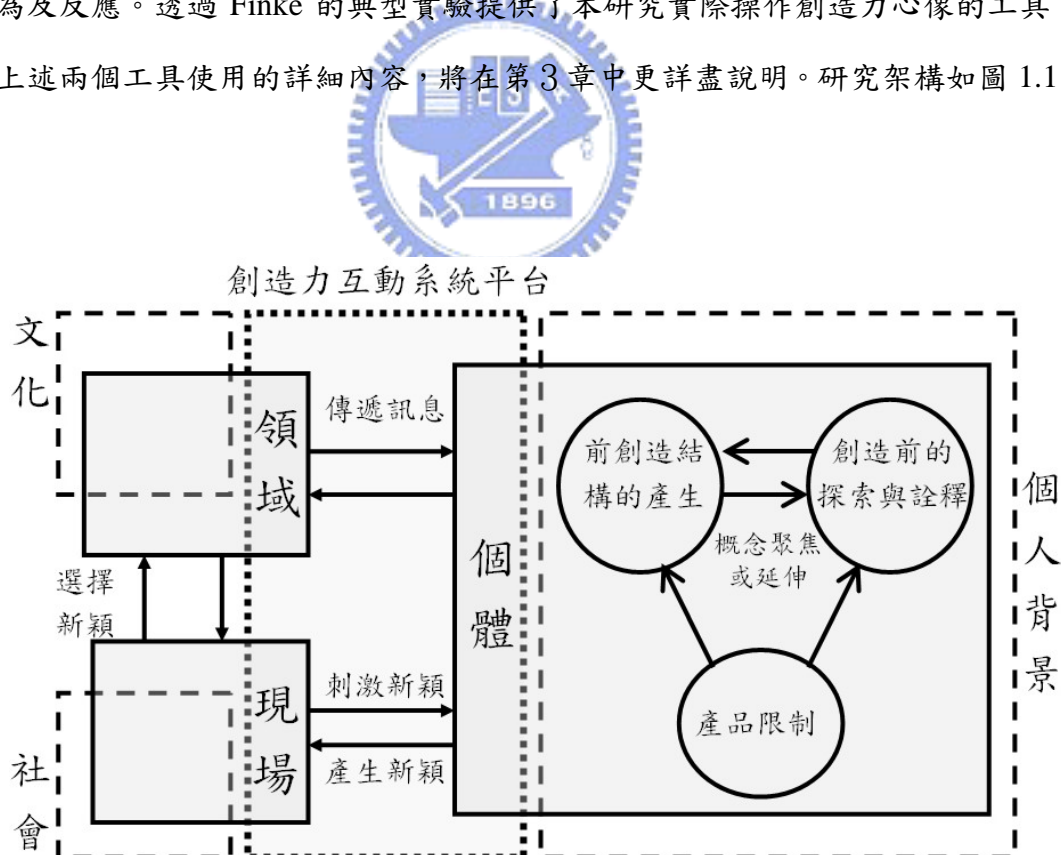 為及反應。透過 Finke 的典型實驗提供了本研究實際操作創造力心像的工具
上述兩個工具使用的詳細內容，將在第3章中更詳盡說明。研究架構如圖 1.1
ES
1896
創造力互動系統平台
文化
領域
傳遞訊息
前創造結
構的產生
創造前的
探索與詮釋
概念聚焦
或延伸
個體
個人背景
選擇
新穎
刺激新穎
產生新穎
現場
產品限制
社會